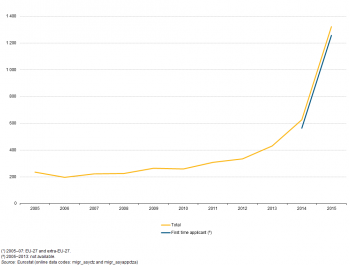 1 400
1 200
1 000
800
600
400
200
0
2005 2006 2007 2008 2009 2010 2011 2012 2013 2014 2015
Total
First time applicant (²)
(¹) 2005–07: EU-27 and extra-EU-27.
(²) 2005–2013: not available
Source: Eurostat (online data codes: migr_asyctz and migr_asyappctza)